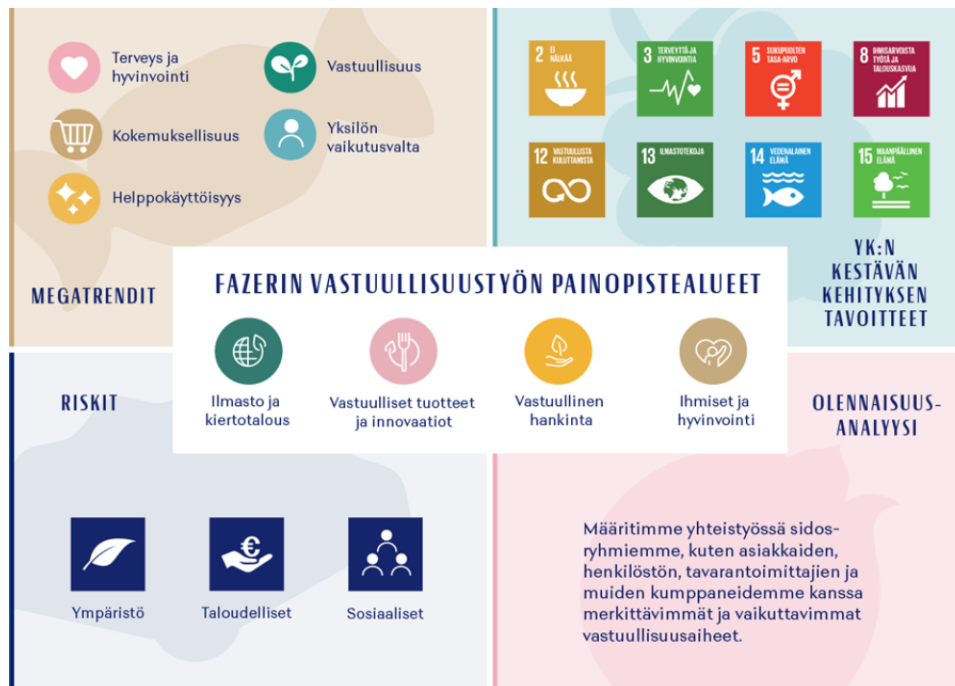 Terveys ja
hyvinvointi
Vastuullisuus
Kokemuksellisuus
Yksilön
vaikutusvalta
Helppokäyttöisyys
MEGATRENDIT
2 EI
NÄLKÄÄ
3 TERVEYTTÄ JA
HYVINVOINTIA
5 SUKUPUOLTEN
TASA-ARVO
8 IHMISARVOISTA
TYÖTÄ JA
TALOUSKASVUA
12 VASTUULLISTA
KULUTTAMISTA
13 ILMASTOTEKOJA
14 VEDENALAINEN
ELÄMÄ
15 MAANPÄÄLLINEN
ELÄMÄ
YK:N
KESTÄVÄN
KEHITYKSEN
TAVOITTEET
FAZERIN VASTUULLISUUSTYÖN PAINOPISTEALUEET
Ilmasto ja
kiertotalous
Vastuulliset tuotteet
ja innovaatiot
Vastuullinen
hankinta
Ihmiset ja
hyvinvointi
RISKIT
€
Ympäristö
Taloudelliset
Sosiaaliset
OLENNAISUUS-
ANALYYSI
Määritimme yhteistyössä sidos-
ryhmiemme, kuten asiakkaiden,
henkilöstön, tavarantoimittajien ja
muiden kumppaneidemme kanssa
merkittävimmät ja vaikuttavimmat
vastuullisuusaiheet.